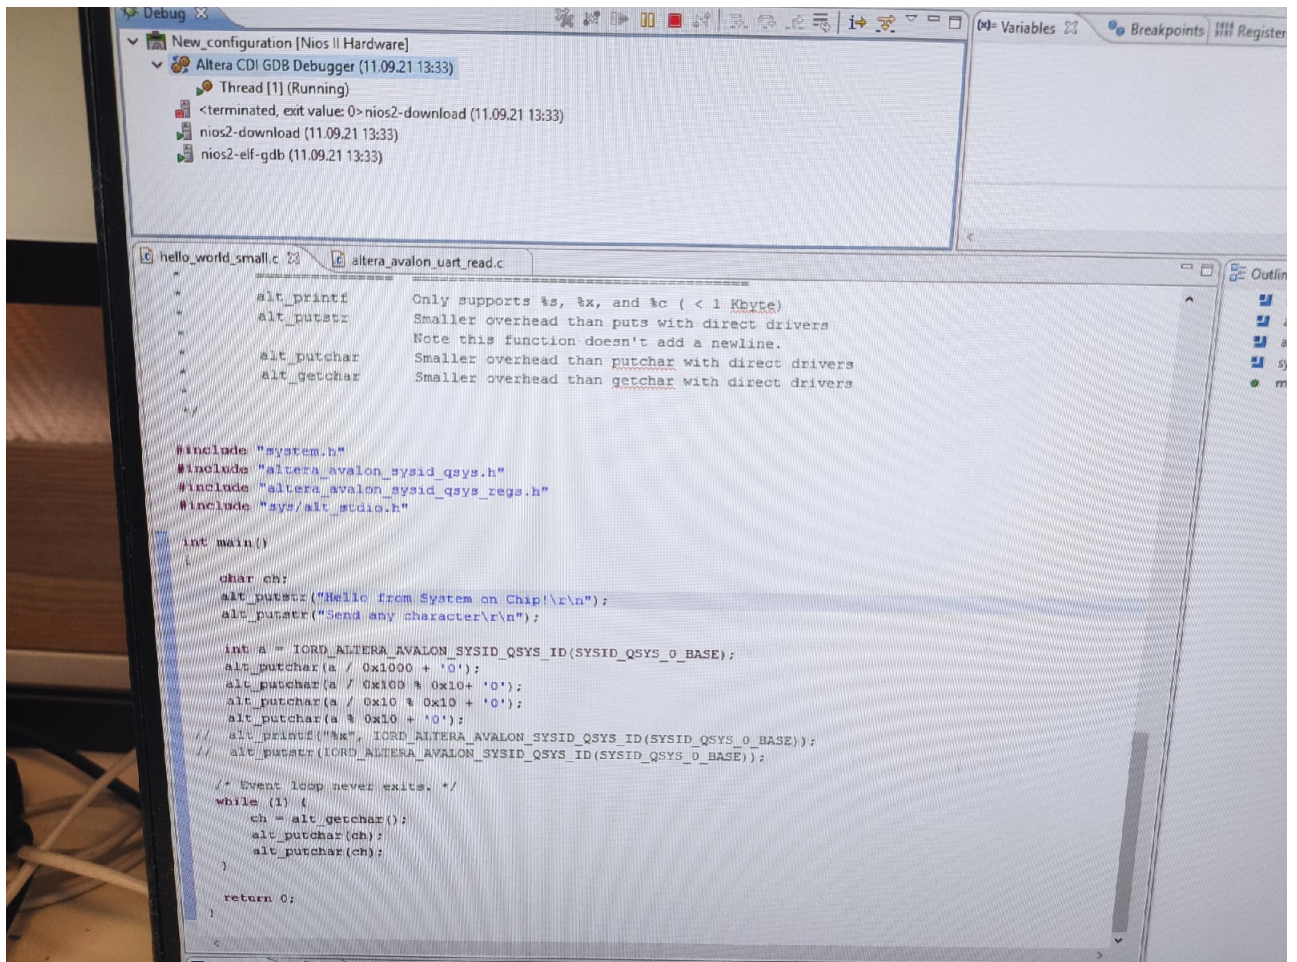 Debug
New_configuration [Nios II Hardware]
Altera CDI GDB Debugger (11.09.21 13:33)
Thread [1] (Running)
<terminated, exit value: 0>nios2-download (11.09.21 13:33)
nios2-download (11.09.21 13:33)
nios2-elf-gdb (11.09.21 13:33)
(x)= Variables
Breakpoints
Register
hello_world_small.c
altera_avalon_uart_read.c
Outlin
* ================ ========================================
* alt_printf Only supports %s, %x, and %c ( < 1 Kbyte)
* alt_putstr Smaller overhead than puts with direct drivers
* Note this function doesn't add a newline.
* alt_putchar Smaller overhead than putchar with direct drivers
* alt_getchar Smaller overhead than getchar with direct drivers
*
*/
#include "system.h"
#include "altera_avalon_sysid_qsys.h"
#include "altera_avalon_sysid_qsys_regs.h"
#include "sys/alt_stdio.h"
int main()
{
char ch;
alt_putstr("Hello from System on Chip!\r\n");
alt_putstr("Send any character\r\n");
int a = IORD_ALTERA_AVALON_SYSID_QSYS_ID(SYSID_QSYS_0_BASE);
alt_putchar(a / 0x1000 + '0');
alt_putchar(a / 0x100 % 0x10+ '0');
alt_putchar(a / 0x10 % 0x10 + '0');
alt_putchar(a % 0x10 + '0');
// alt_printf("%x", IORD_ALTERA_AVALON_SYSID_QSYS_ID(SYSID_QSYS_0_BASE));
// alt_putstr(IORD_ALTERA_AVALON_SYSID_QSYS_ID(SYSID_QSYS_0_BASE));
/* Event loop never exits. */
while (1) {
ch = alt_getchar();
alt_putchar(ch);
alt_putchar(ch);
}
return 0;
}